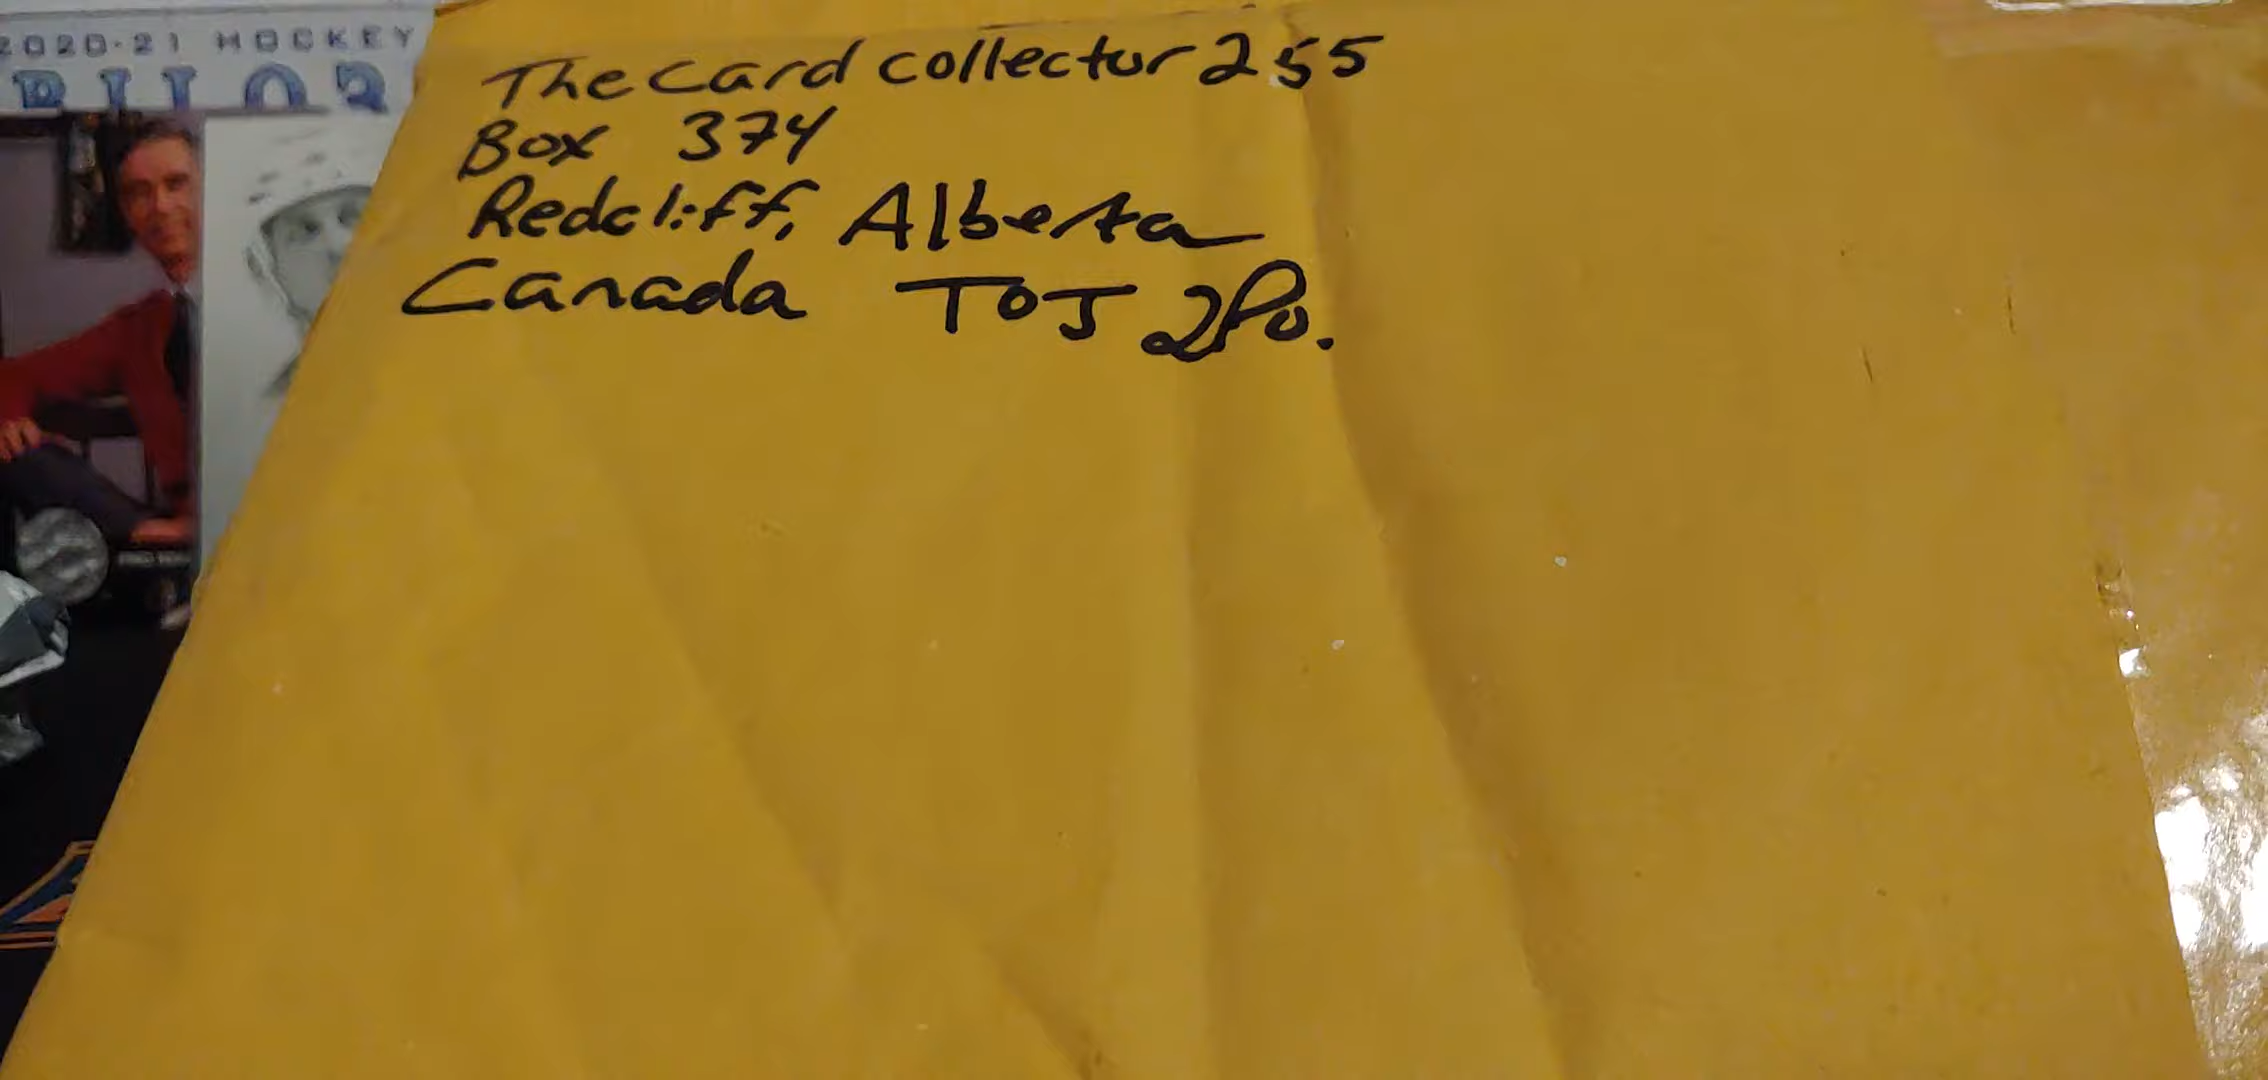 2020-21 HOCKEY
The Card collector 255
Box 374
Redcliff, Alberta
Canada T0J 2P0.